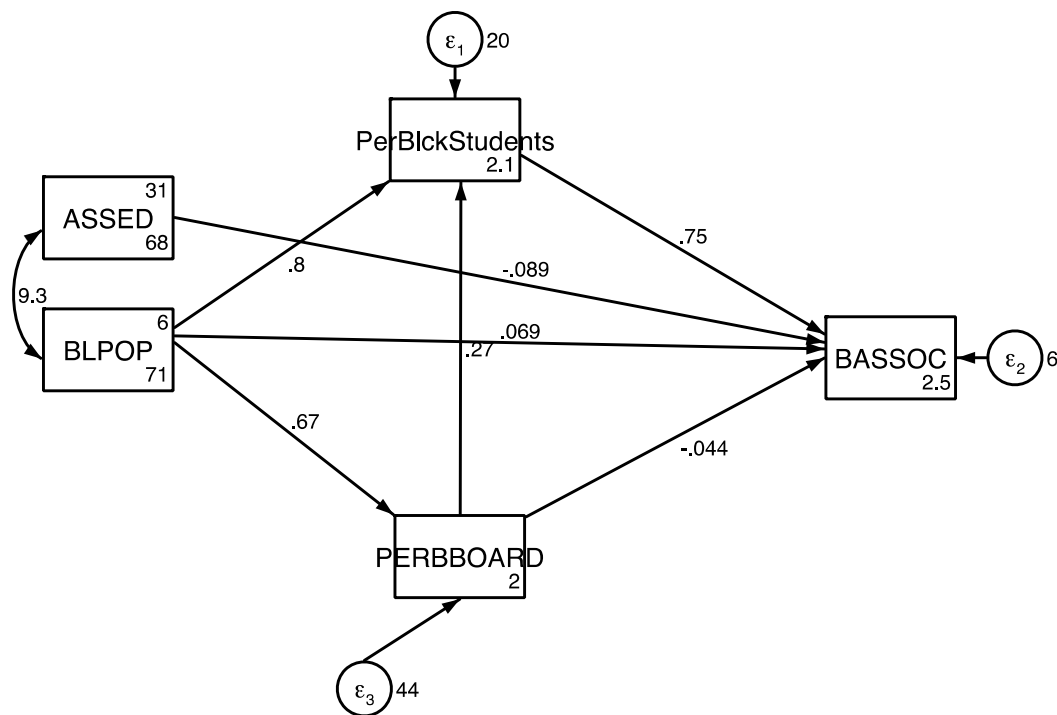 ε1 20
PerBlckStudents
2.1
31
ASSED
68
9.3
6
BLPOP
71
.8
-.089
.75
.069
.27
.67
-.044
BASSOC
2.5
ε2 6
PERBBOARD
2
ε3 44